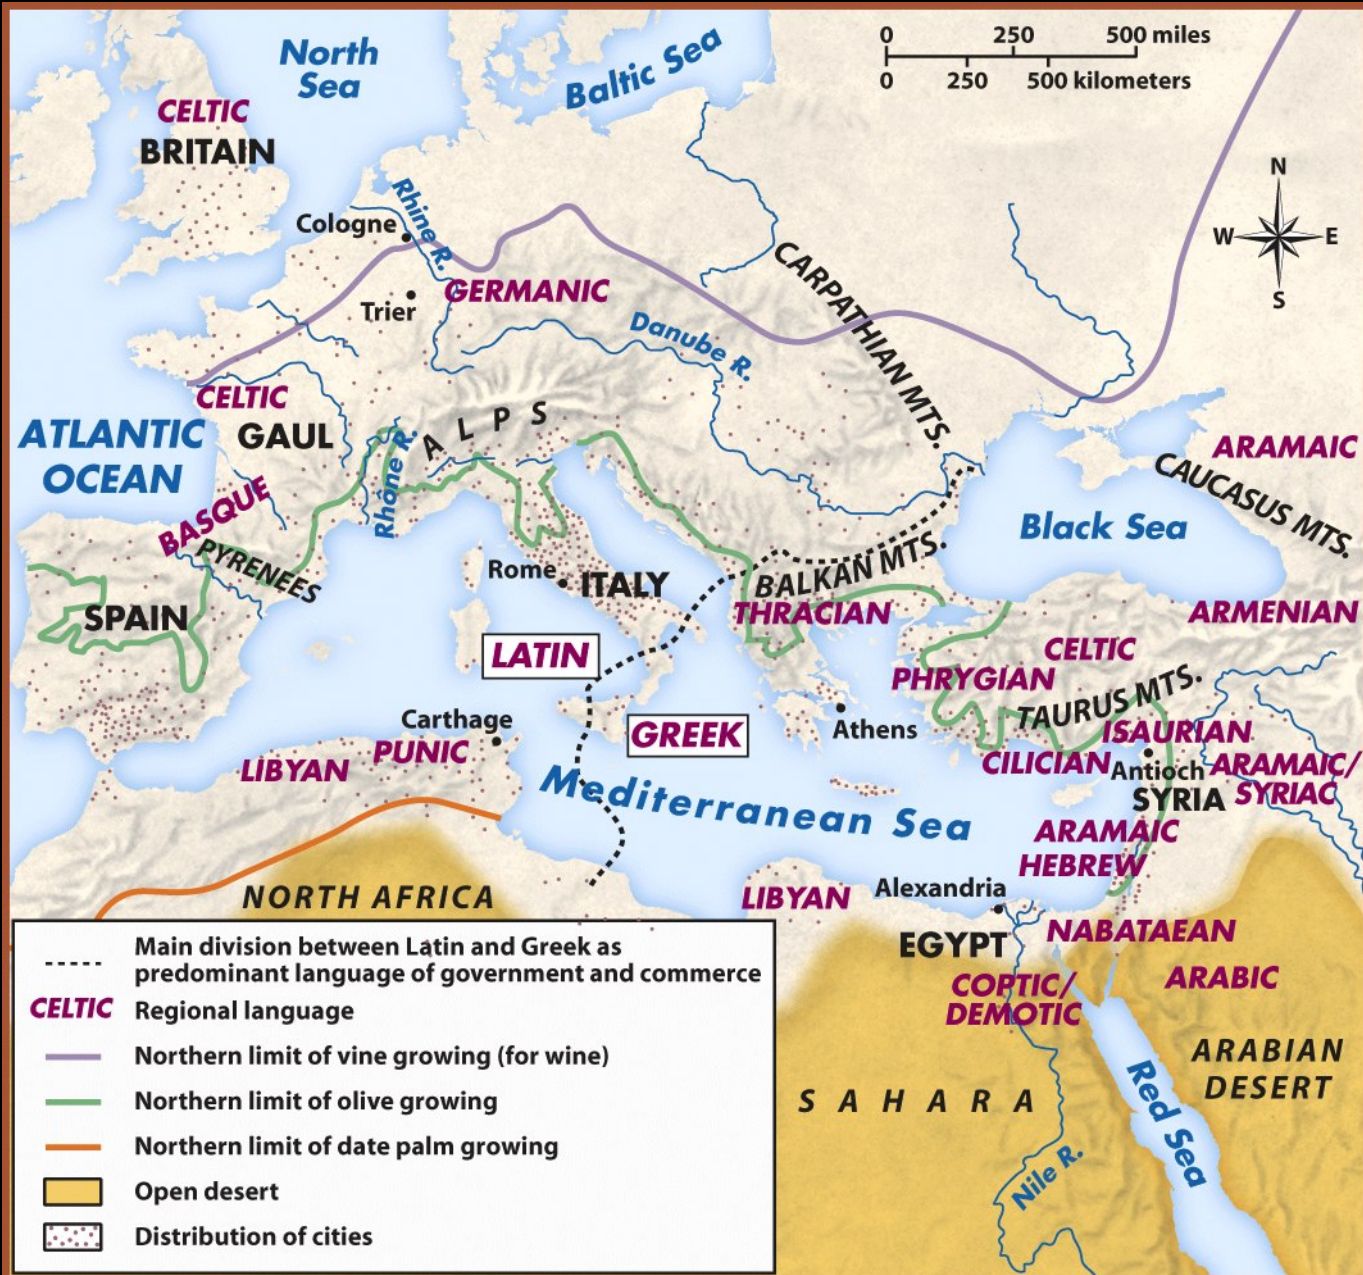 North
Sea
Baltic Sea
0 250 500 miles
0 250 500 kilometers
CELTIC
BRITAIN
N
W E
S
Rhine R.
Cologne
Trier
GERMANIC
CARPATHIAN MTS.
Danube R.
CELTIC
GAUL
ATLANTIC
OCEAN
ALPS
Rhône R.
BASQUE
PYRENEES
SPAIN
ARAMAIC
CAUCASUS MTS.
Black Sea
Rome
ITALY
BALKAN MTS.
THRACIAN
ARMENIAN
LATIN
CELTIC
PHRYGIAN
TAURUS MTS.
GREEK
Athens
ISAURIAN
CILICIAN
Antioch
ARAMAIC/
SYRIAC
SYRIA
Carthage
PUNIC
LIBYAN
Mediterranean Sea
ARAMAIC
HEBREW
NORTH AFRICA
LIBYAN
Alexandria
EGYPT
NABATAEAN
COPTIC/
DEMOTIC
ARABIC
ARABIAN
DESERT
SAHARA
Red Sea
Nile R.
Main division between Latin and Greek as
predominant language of government and commerce
CELTIC Regional language
Northern limit of vine growing (for wine)
Northern limit of olive growing
Northern limit of date palm growing
Open desert
Distribution of cities